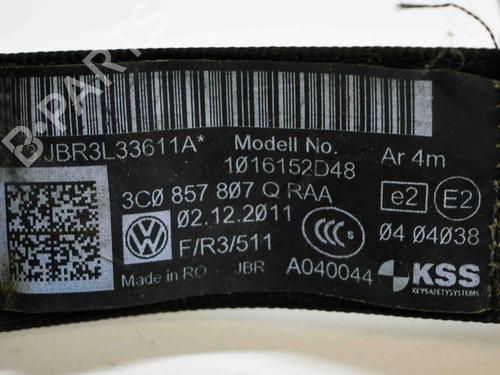 JBR3L33611A*
Modell No.
1016152D48
Ar 4m
3C0 857 807 Q RAA
02.12.2011
F/R3/511
Made in RO JBR
A040044
CCC S
e2 E2
04 04038
KSS
KEYSAFETYSYSTEMS
B-PARTS